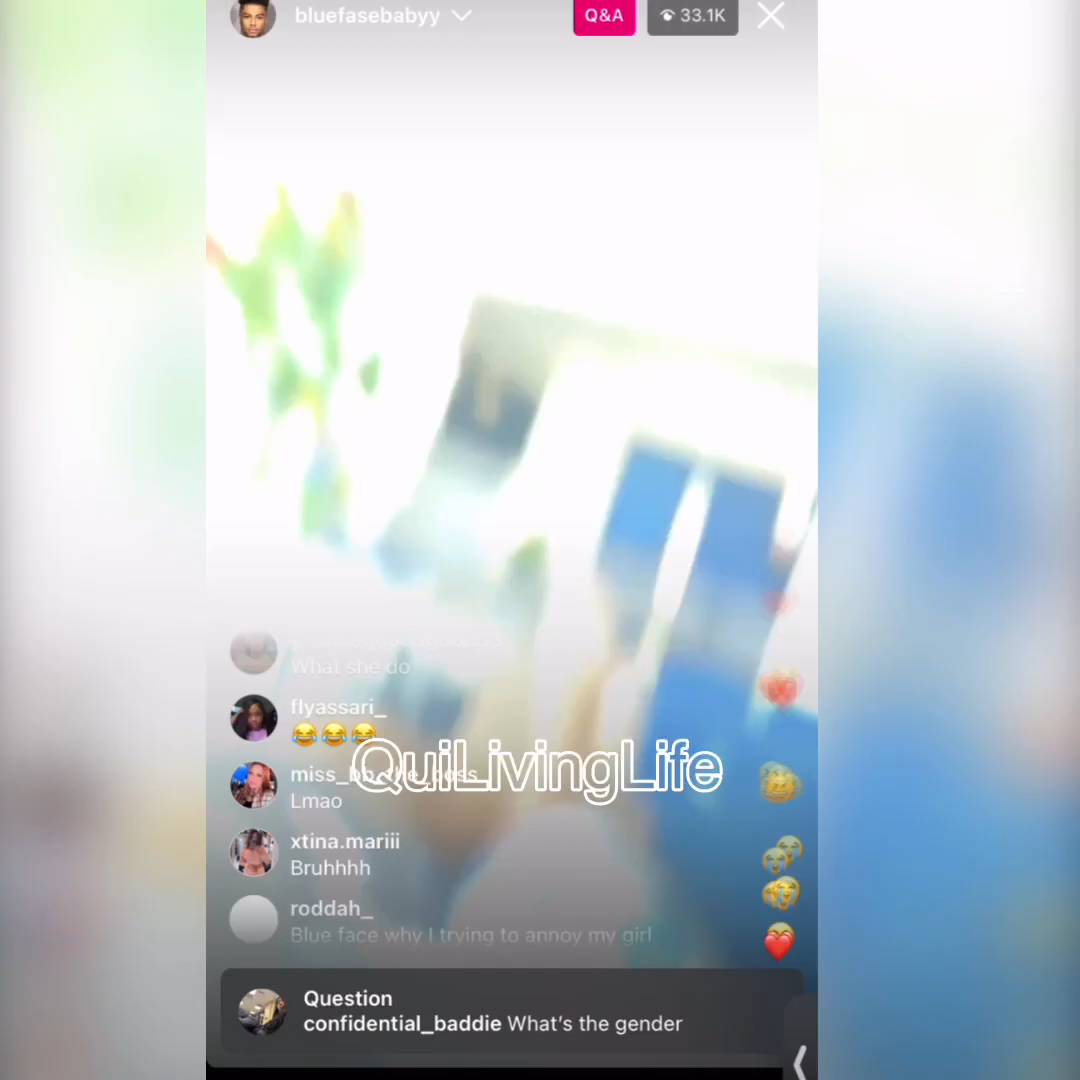 bluefasebabyy
Q&A
33.1K
What she do
flyassari_
😂😂😂
QuiLivingLife
miss_bb_the_boss
Lmao
xtina.mariii
Bruhhhh
roddah_
Blue face why I trying to annoy my girl
Question
confidential_baddie What's the gender